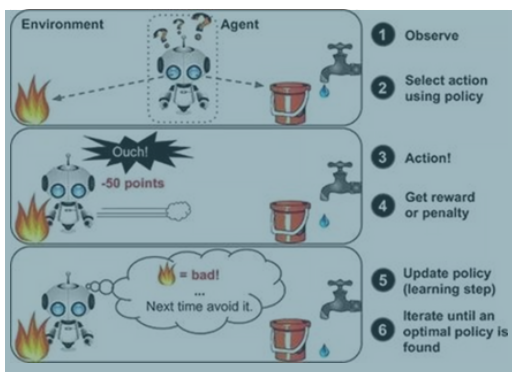 Environment
Agent
? ? ?
1 Observe
2 Select action
using policy
Ouch!
-50 points
3 Action!
4 Get reward
or penalty
= bad!
...
Next time avoid it.
5 Update policy
(learning step)
6 Iterate until an
optimal policy is
found